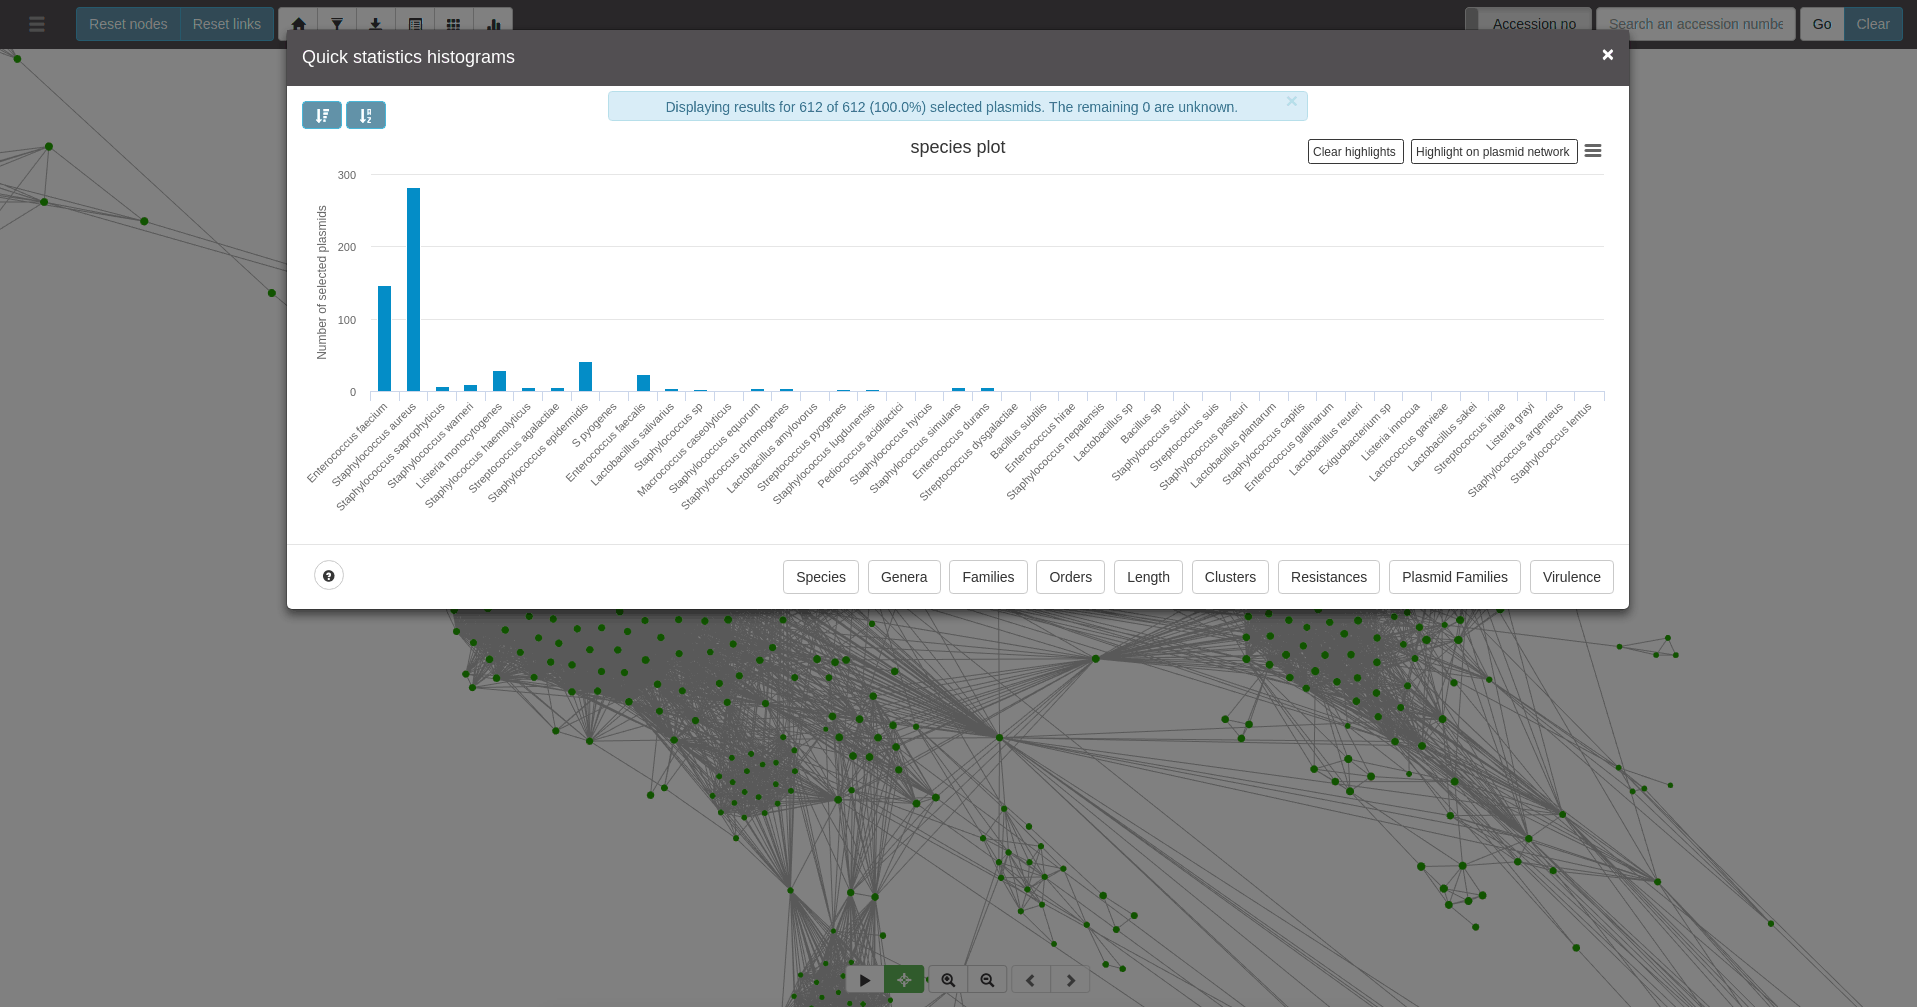 Reset nodes Reset links Accession no Search an accession numbe Go Clear
Quick statistics histograms ×
Displaying results for 612 of 612 (100.0%) selected plasmids. The remaining 0 are unknown. ×
species plot
Clear highlights Highlight on plasmid network
Number of selected plasmids
300
200
100
0
Enterococcus faecium
Staphylococcus aureus
Staphylococcus saprophyticus
Staphylococcus warneri
Listeria monocytogenes
Staphylococcus haemolyticus
Streptococcus agalactiae
Staphylococcus epidermidis
S pyogenes
Enterococcus faecalis
Lactobacillus salivarius
Staphylococcus sp
Macrococcus caseolyticus
Staphylococcus equorum
Staphylococcus chromogenes
Lactobacillus amylovorus
Streptococcus pyogenes
Staphylococcus lugdunensis
Pediococcus acidilactici
Staphylococcus hyicus
Staphylococcus simulans
Enterococcus durans
Streptococcus dysgalactiae
Bacillus subtilis
Enterococcus hirae
Staphylococcus nepalensis
Lactobacillus sp
Bacillus sp
Staphylococcus sciuri
Streptococcus suis
Staphylococcus pasteuri
Lactobacillus plantarum
Staphylococcus capitis
Enterococcus gallinarum
Lactobacillus reuteri
Exiguobacterium sp
Listeria innocua
Lactococcus garvieae
Lactobacillus sakei
Streptococcus iniae
Listeria grayi
Staphylococcus argenteus
Staphylococcus lentus
Species Genera Families Orders Length Clusters Resistances Plasmid Families Virulence